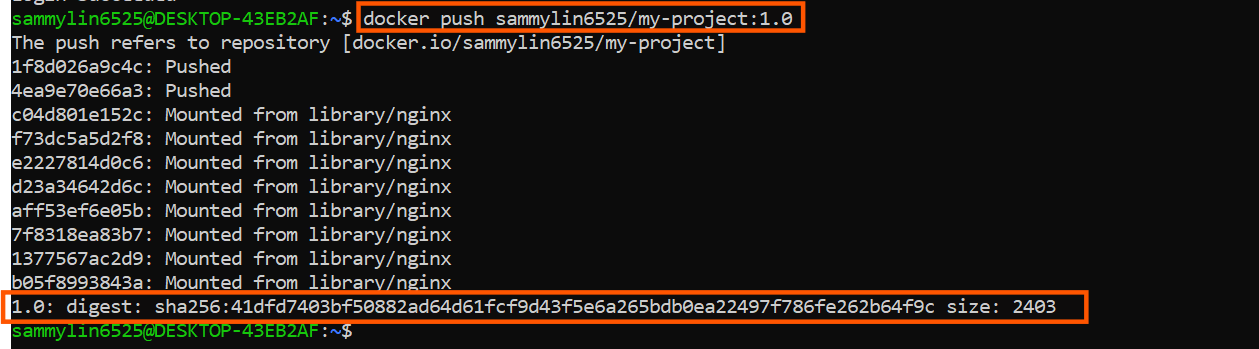 sammylin6525@DESKTOP-43EB2AF:~$ docker push sammylin6525/my-project:1.0
The push refers to repository [docker.io/sammylin6525/my-project]
1f8d026a9c4c: Pushed
4ea9e70e66a3: Pushed
c04d801e152c: Mounted from library/nginx
f73dc5a5d2f8: Mounted from library/nginx
e2227814d0c6: Mounted from library/nginx
d23a34642d6c: Mounted from library/nginx
aff53ef6e05b: Mounted from library/nginx
7f8318ea83b7: Mounted from library/nginx
1377567ac2d9: Mounted from library/nginx
b05f8993843a: Mounted from library/nginx
1.0: digest: sha256:41dfd7403bf50882ad64d61fcf9d43f5e6a265bdb0ea22497f786fe262b64f9c size: 2403
sammylin6525@DESKTOP-43EB2AF:~$